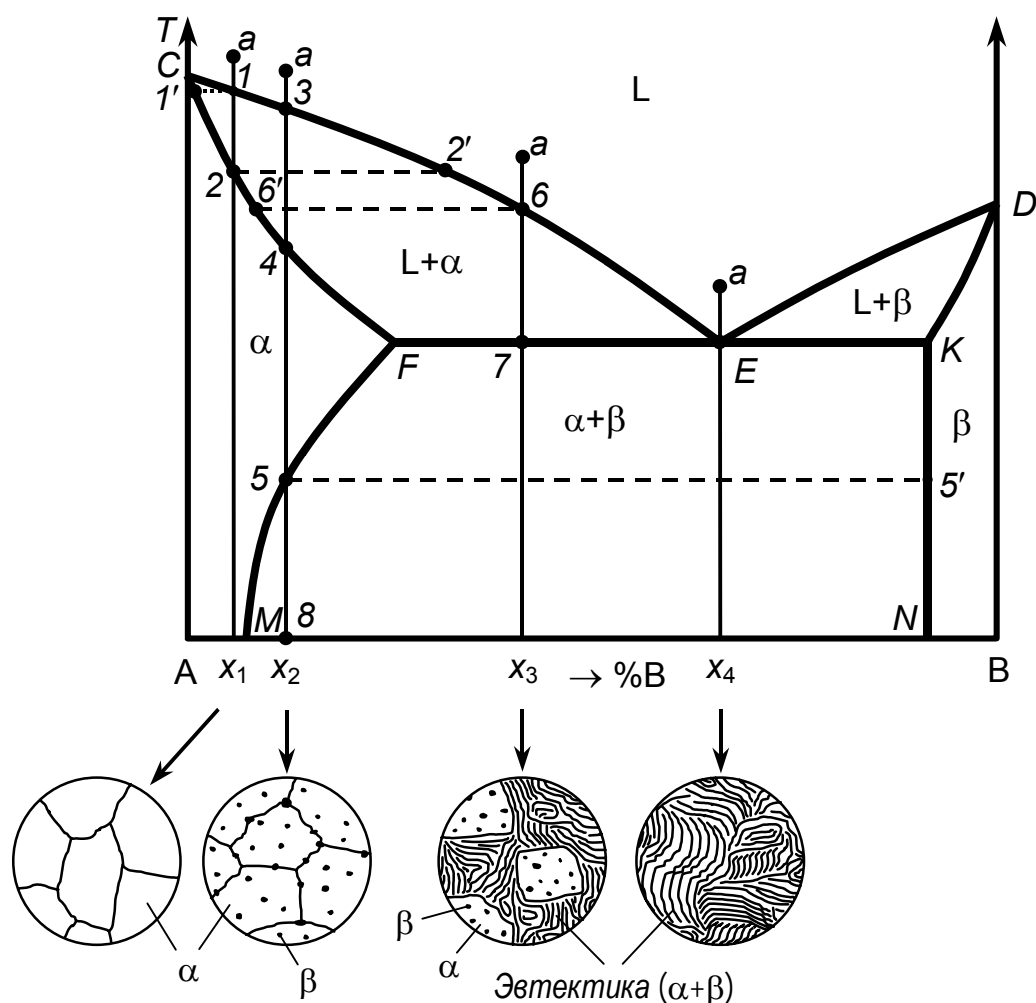 T
a
a
C
1
L
1′
3
2′
a
2
6′
6
D
4
L+α
a
L+β
α
F
7
E
K
α+β
β
5
5′
M
8
N
A
x₁
x₂
x₃
→ %B
x₄
B
α
β
β
α
Эвтектика (α+β)